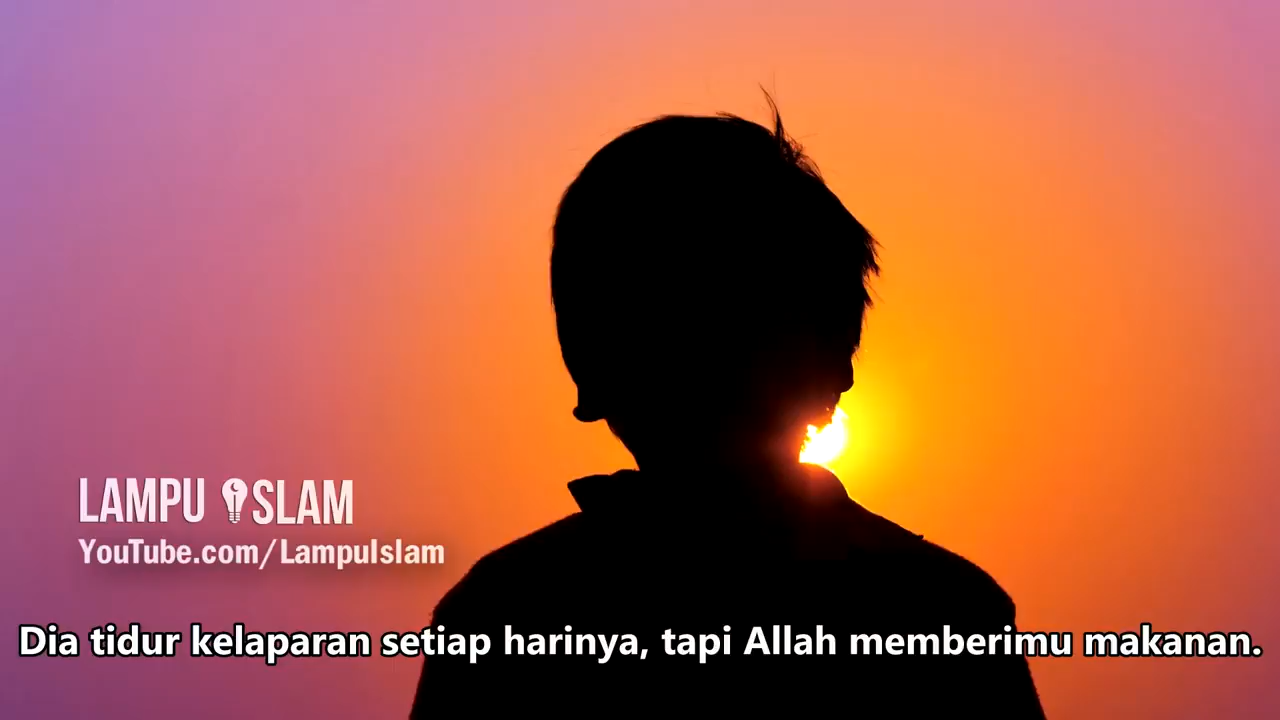 LAMPU ISLAM
YouTube.com/LampuIslam
Dia tidur kelaparan setiap harinya, tapi Allah memberimu makanan.